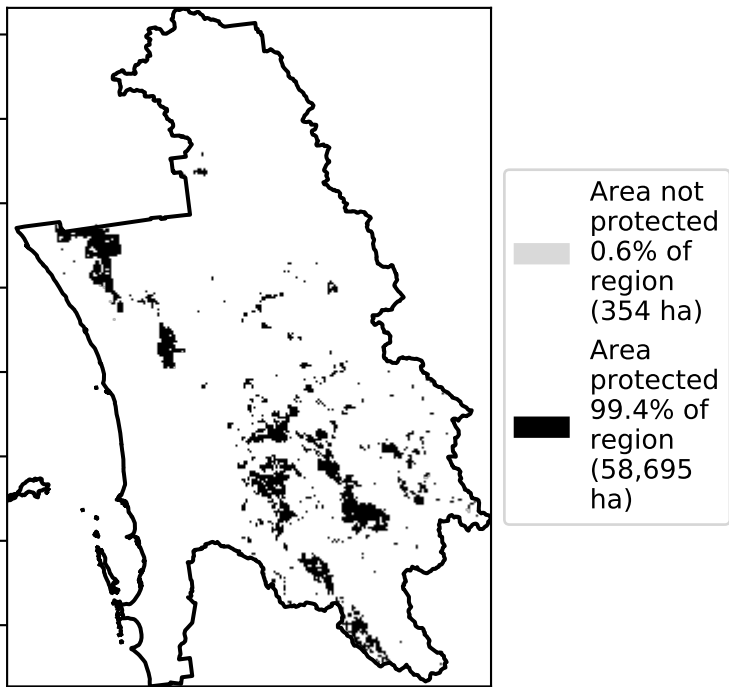 Area not
protected
0.6% of
region
(354 ha)
Area
protected
99.4% of
region
(58,695
ha)